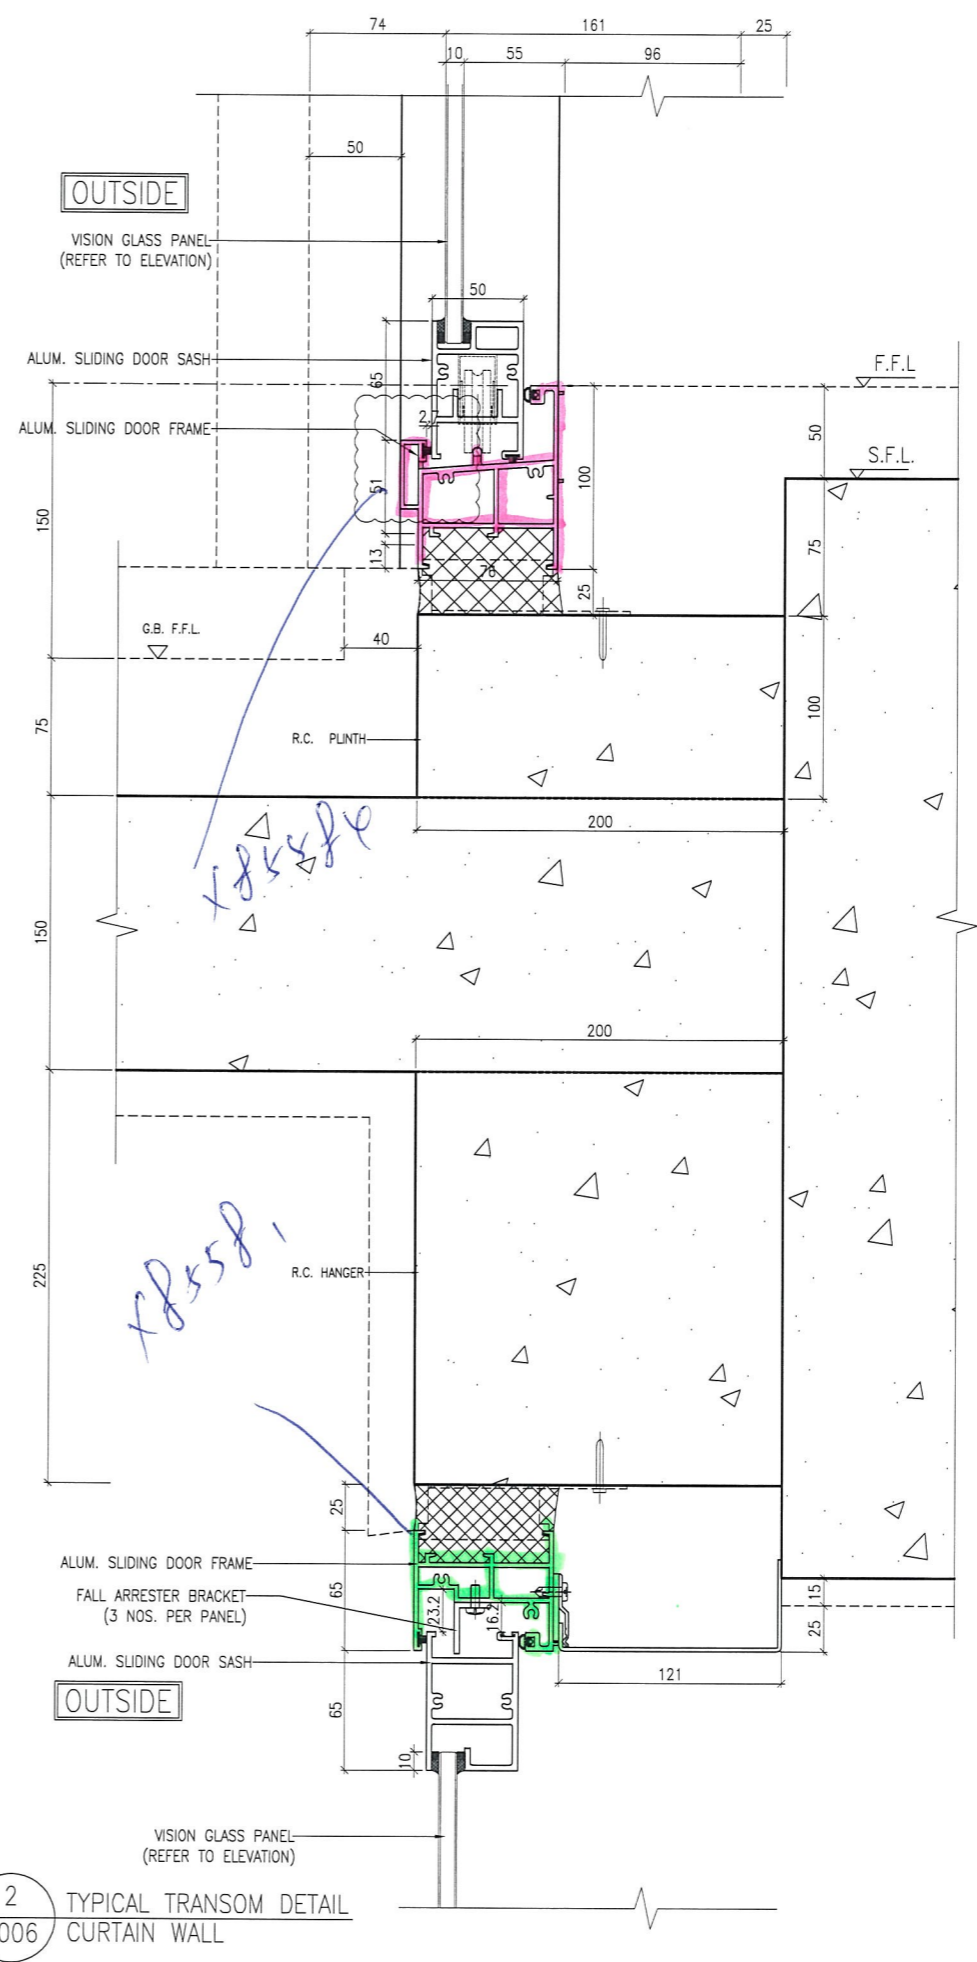 74
161
25
10
55
96
50
OUTSIDE
VISION GLASS PANEL
(REFER TO ELEVATION)
50
ALUM. SLIDING DOOR SASH
65
F.F.L
ALUM. SLIDING DOOR FRAME
2
50
S.F.L.
150
51
100
13
76
75
25
G.B. F.F.L.
40
75
R.C. PLINTH
100
200
150
200
225
X8558
R.C. HANGER
25
ALUM. SLIDING DOOR FRAME
FALL ARRESTER BRACKET
(3 NOS. PER PANEL)
65
23.2
16.2
15
25
ALUM. SLIDING DOOR SASH
121
OUTSIDE
65
10
VISION GLASS PANEL
(REFER TO ELEVATION)
2
TYPICAL TRANSOM DETAIL
006
CURTAIN WALL